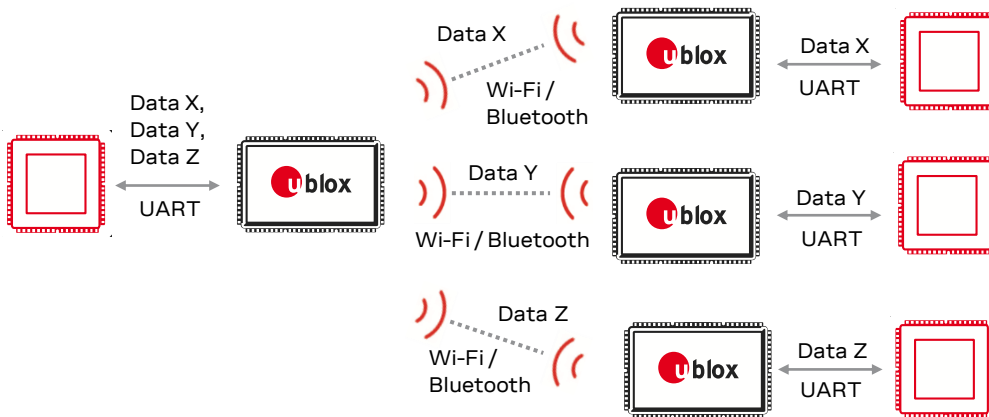 Data X,
Data Y,
Data Z
UART
ublox
Data X
Wi-Fi /
Bluetooth
ublox
Data X
UART
Data Y
Wi-Fi / Bluetooth
ublox
Data Y
UART
Data Z
Wi-Fi /
Bluetooth
ublox
Data Z
UART